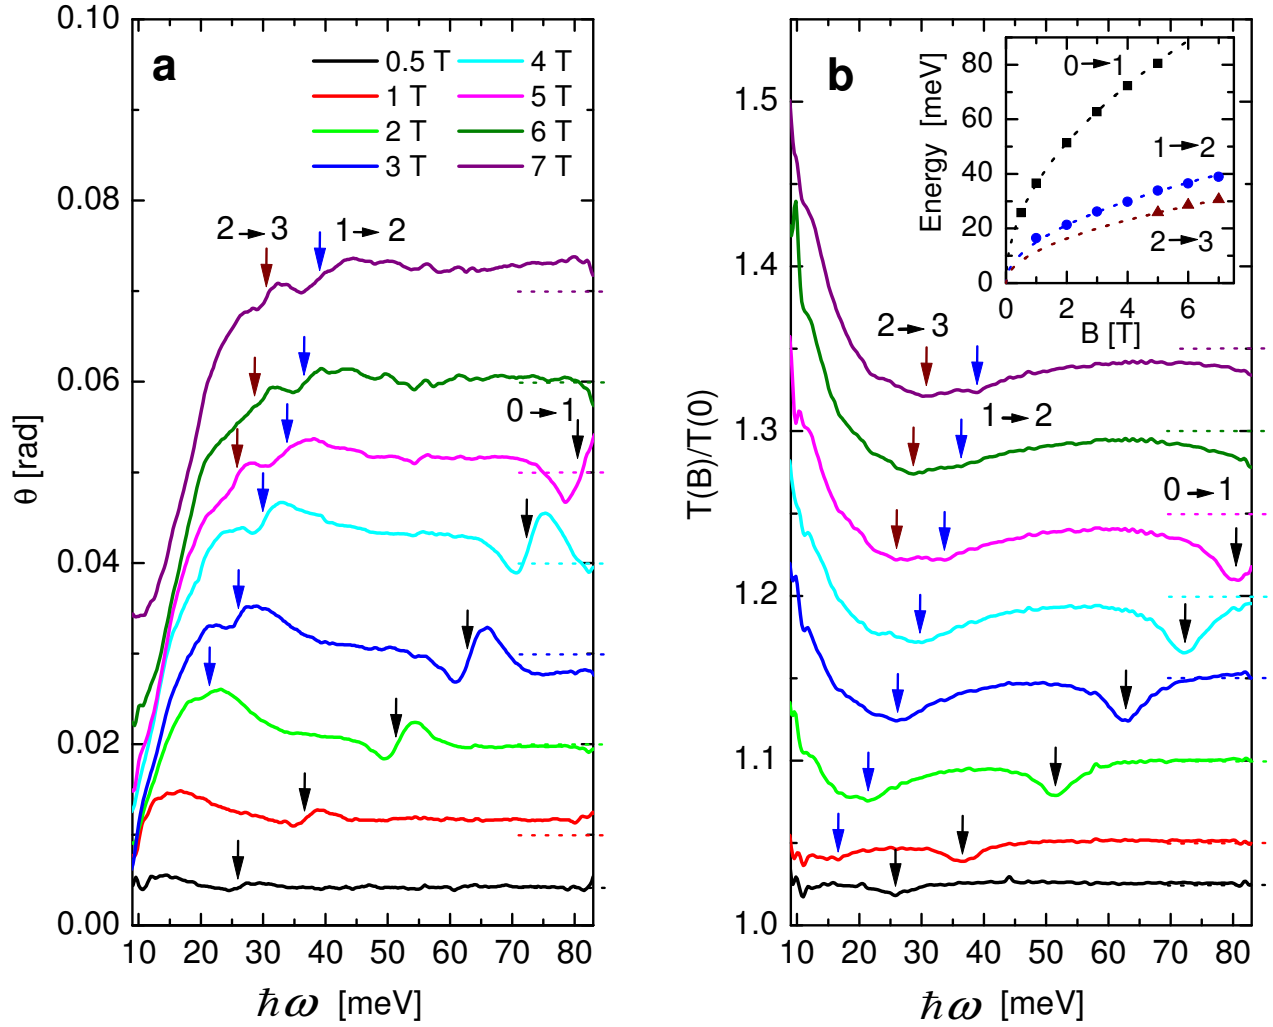 a
0.5 T
1 T
2 T
3 T
4 T
5 T
6 T
7 T
2→3
1→2
0→1
0.10
0.08
0.06
0.04
0.02
0.00
θ [rad]
10 20 30 40 50 60 70 80
ħω [meV]
b
2→3
1→2
0→1
1.5
1.4
1.3
1.2
1.1
1.0
T(B)/T(0)
10 20 30 40 50 60 70 80
ħω [meV]
0→1
1→2
2→3
80
60
40
20
0
Energy [meV]
0 2 4 6
B [T]